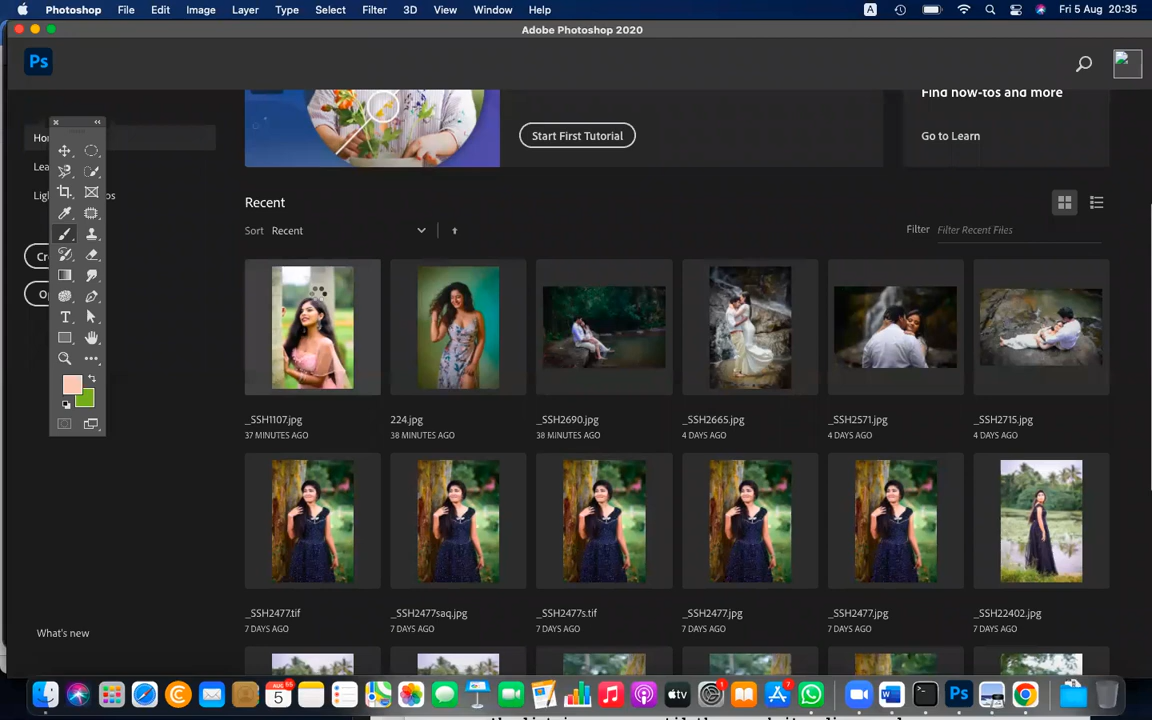 Photoshop File Edit Image Layer Type Select Filter 3D View Window Help A Fri 5 Aug 20:35
Adobe Photoshop 2020
Ps
Find how-tos and more
Start First Tutorial
Go to Learn
Recent
Sort Recent
Filter Filter Recent Files
_SSH1107.jpg
37 MINUTES AGO
224.jpg
38 MINUTES AGO
_SSH2690.jpg
38 MINUTES AGO
_SSH2665.jpg
4 DAYS AGO
_SSH2571.jpg
4 DAYS AGO
_SSH2715.jpg
4 DAYS AGO
_SSH2477.tif
7 DAYS AGO
_SSH2477saq.jpg
7 DAYS AGO
_SSH2477s.tif
7 DAYS AGO
_SSH2477.jpg
7 DAYS AGO
_SSH2477.jpg
7 DAYS AGO
_SSH22402.jpg
7 DAYS AGO
What's new